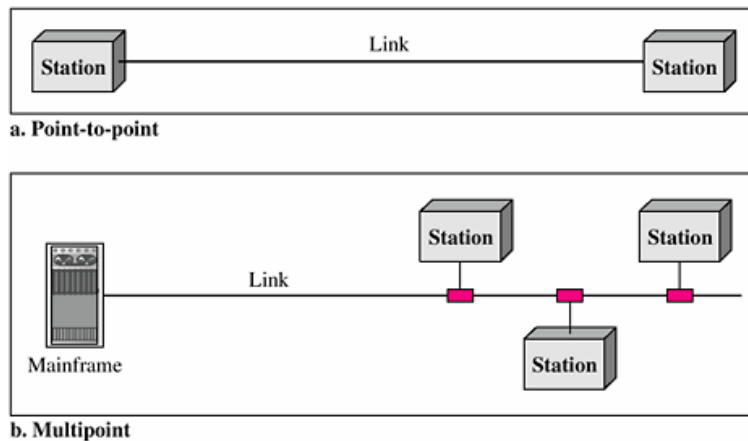 Link
Station
Station
a. Point-to-point
Station
Station
Link
Mainframe
Station
b. Multipoint